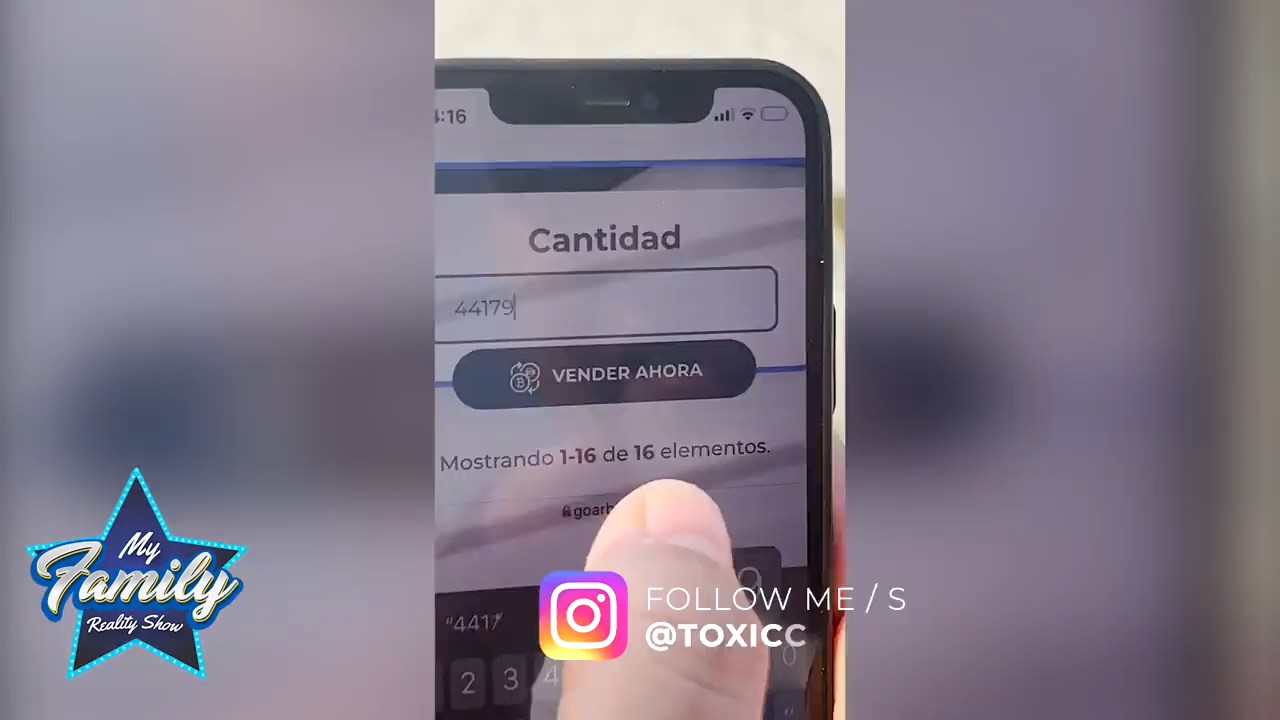 4:16
Cantidad
44179
VENDER AHORA
Mostrando 1-16 de 16 elementos.
"4417
2 3 4
0
My
Family
Reality Show
FOLLOW ME / S
@TOXICC